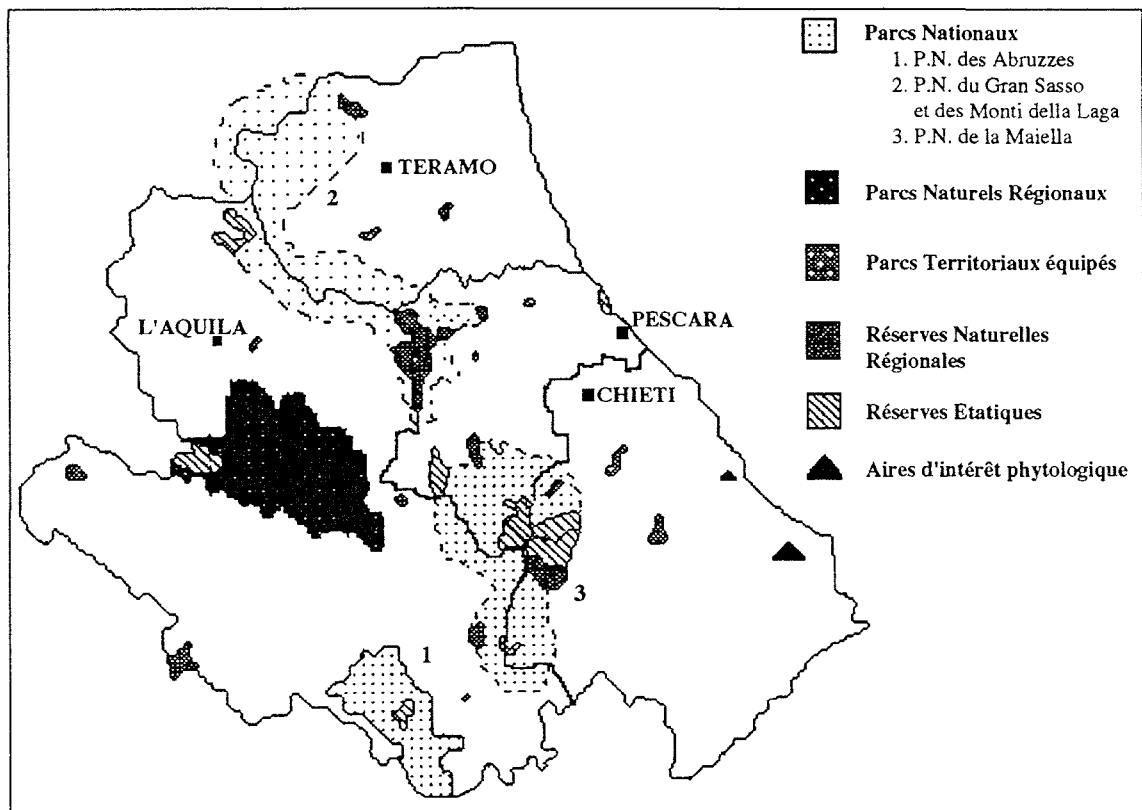 Parcs Nationaux
1. P.N. des Abruzzes
2. P.N. du Gran Sasso
et des Monti della Laga
3. P.N. de la Maiella
Parcs Naturels Régionaux
Parcs Territoriaux équipés
Réserves Naturelles
Régionales
Réserves Etatiques
Aires d'intérêt phytologique
TERAMO
2
L'AQUILA
PESCARA
CHIETI
3
1